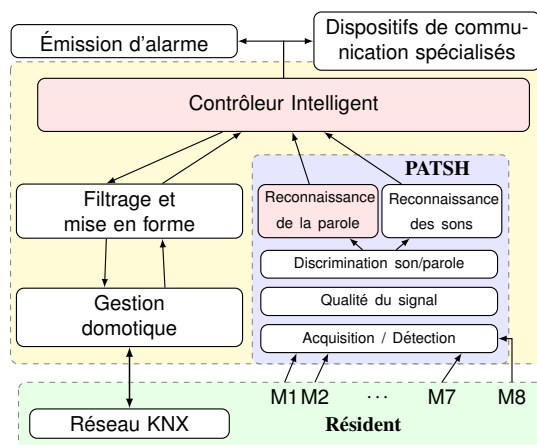 Émission d'alarme
Dispositifs de commu-
nication spécialisés
Contrôleur Intelligent
PATSH
Filtrage et
mise en forme
Reconnaissance
de la parole
Reconnaissance
des sons
Discrimination son/parole
Qualité du signal
Gestion
domotique
Acquisition / Détection
M1 M2 ... M7 M8
Réseau KNX
Résident